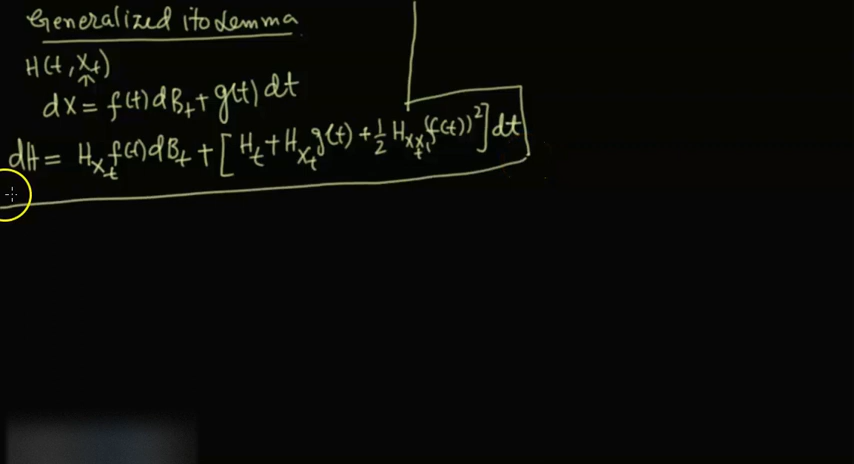 Generalized ito Lemma
H(t, X_t)
↑
dX = f(t) dB_t + g(t) dt
dH = H_{X_t} f(t) dB_t + [H_t + H_{X_t} g(t) + 1/2 H_{X X_t} (f(t))^2] dt